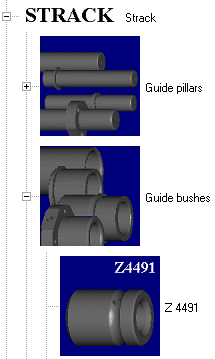 STRACK Strack
Guide pillars
Guide bushes
Z4491
Z 4491